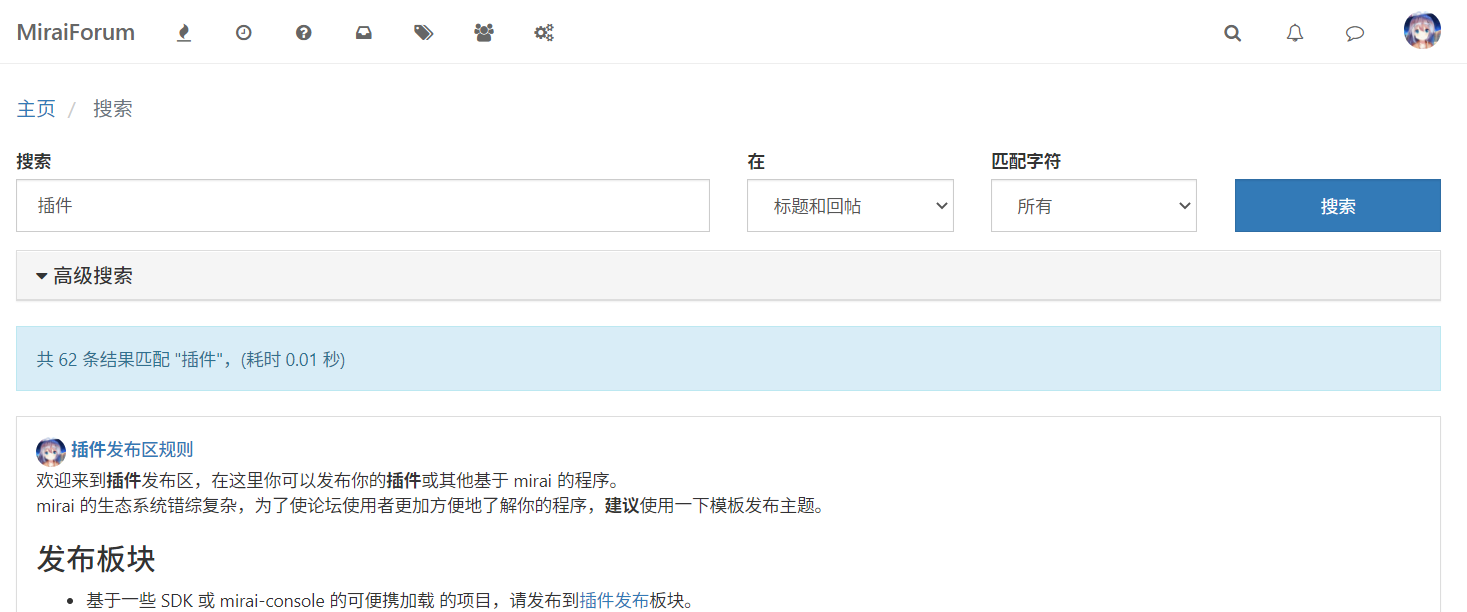 MiraiForum
主页 / 搜索
搜索 在 匹配字符
插件 标题和回帖 所有 搜索
高级搜索
共 62 条结果匹配 "插件"，(耗时 0.01 秒)
插件发布区规则
欢迎来到插件发布区，在这里你可以发布你的插件或其他基于 mirai 的程序。
mirai 的生态系统错综复杂，为了使论坛使用者更加方便地了解你的程序，建议使用一下模板发布主题。
发布板块
• 基于一些 SDK 或 mirai-console 的可便携加载 的项目，请发布到插件发布板块。